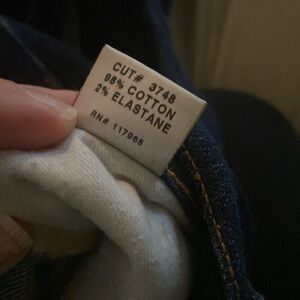 CUT# 3748
98% COTTON
2% ELASTANE
RN# 117965